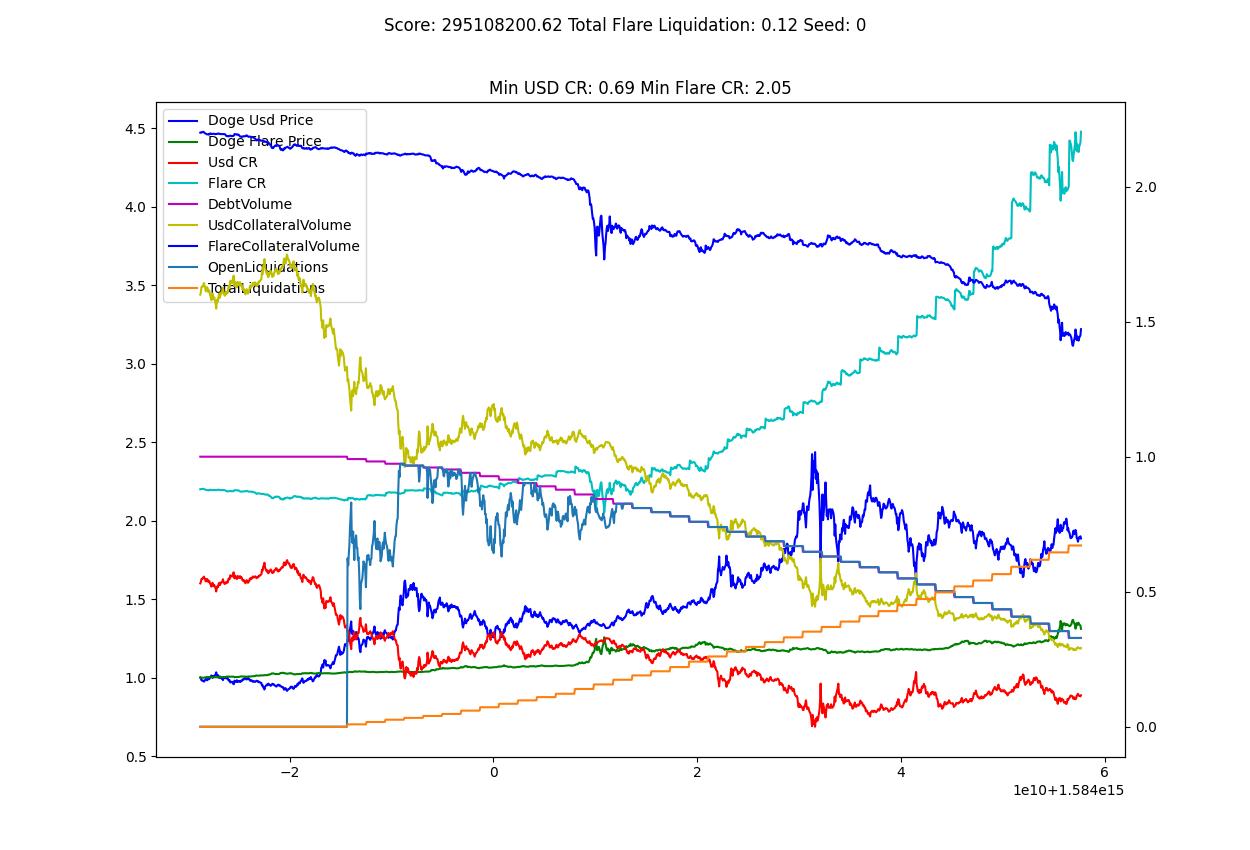 Score: 295108200.62 Total Flare Liquidation: 0.12 Seed: 0
Min USD CR: 0.69 Min Flare CR: 2.05
Doge Usd Price
Doge Flare Price
Usd CR
Flare CR
DebtVolume
UsdCollateralVolume
FlareCollateralVolume
OpenLiquidations
TotalLiquidations
4.5
4.0
3.5
3.0
2.5
2.0
1.5
1.0
0.5
2.0
1.5
1.0
0.5
0.0
−2
0
2
4
6
1e10+1.584e15